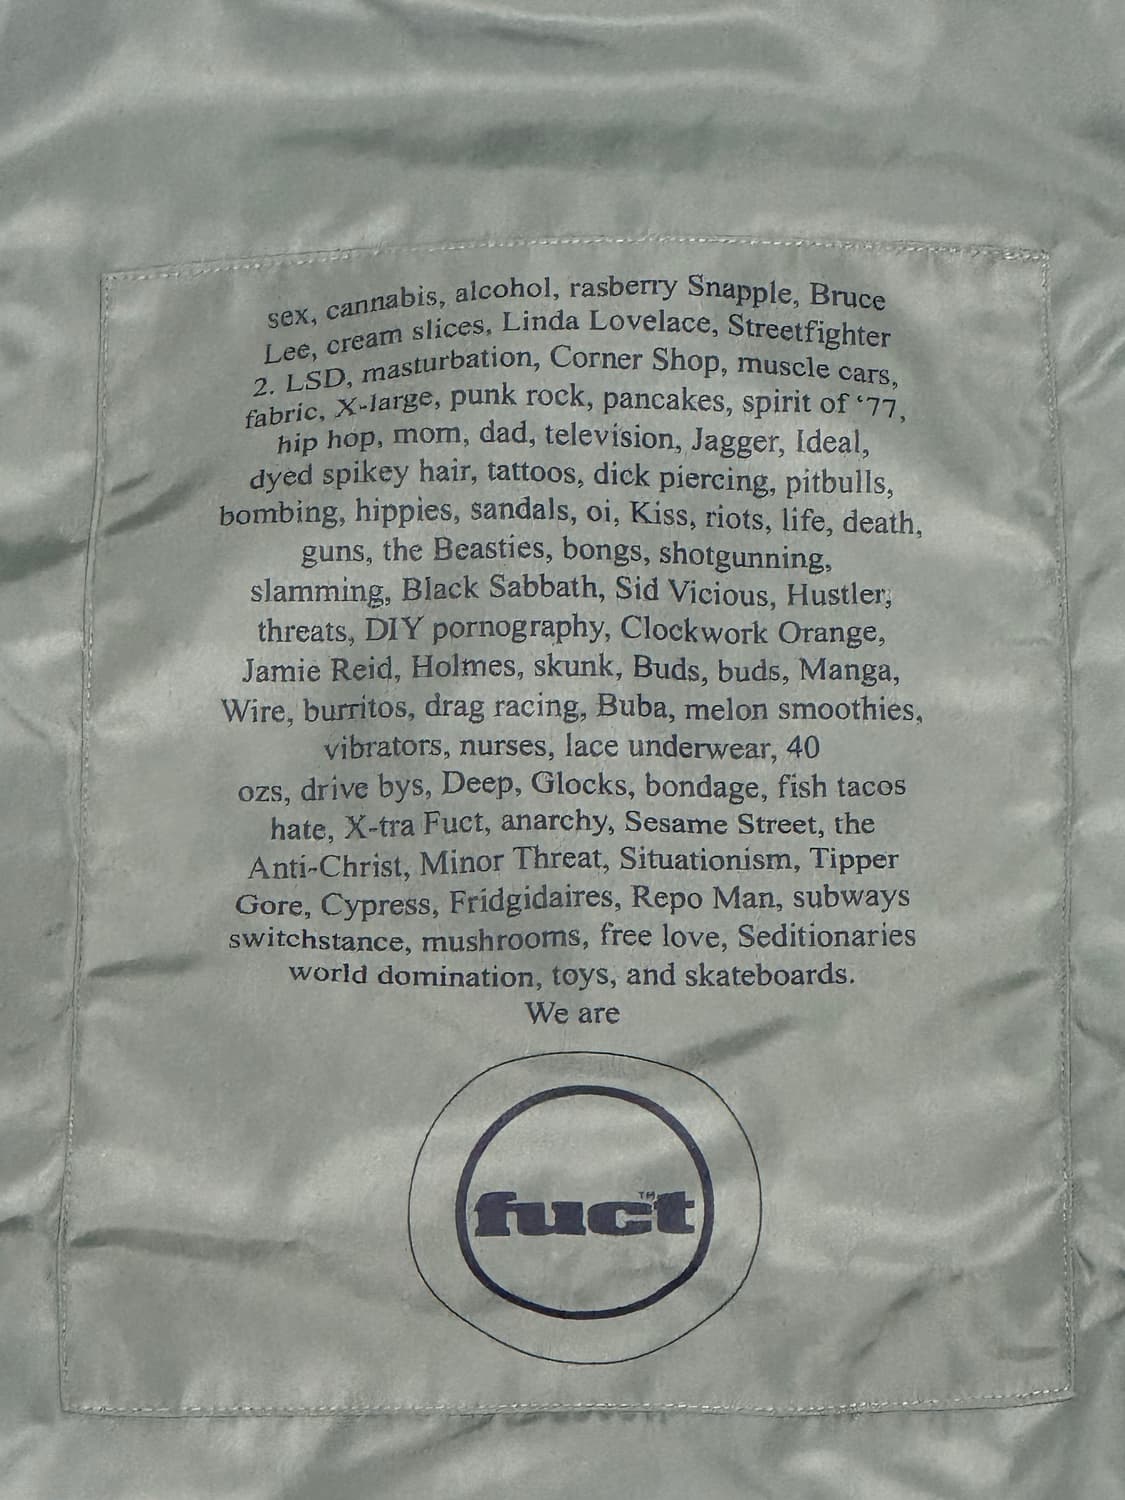 sex, cannabis, alcohol, rasberry Snapple, Bruce
Lee, cream slices, Linda Lovelace, Streetfighter
2. LSD, masturbation, Corner Shop, muscle cars,
fabric, X-large, punk rock, pancakes, spirit of ‘77,
hip hop, mom, dad, television, Jagger, Ideal,
dyed spikey hair, tattoos, dick piercing, pitbulls,
bombing, hippies, sandals, oi, Kiss, riots, life, death,
guns, the Beasties, bongs, shotgunning,
slamming, Black Sabbath, Sid Vicious, Hustler,
threats, DIY pornography, Clockwork Orange,
Jamie Reid, Holmes, skunk, Buds, buds, Manga,
Wire, burritos, drag racing, Buba, melon smoothies,
vibrators, nurses, lace underwear, 40
ozs, drive bys, Deep, Glocks, bondage, fish tacos
hate, X-tra Fuct, anarchy, Sesame Street, the
Anti-Christ, Minor Threat, Situationism, Tipper
Gore, Cypress, Fridgidaires, Repo Man, subways
switchstance, mushrooms, free love, Seditionaries
world domination, toys, and skateboards.
We are
fuct™